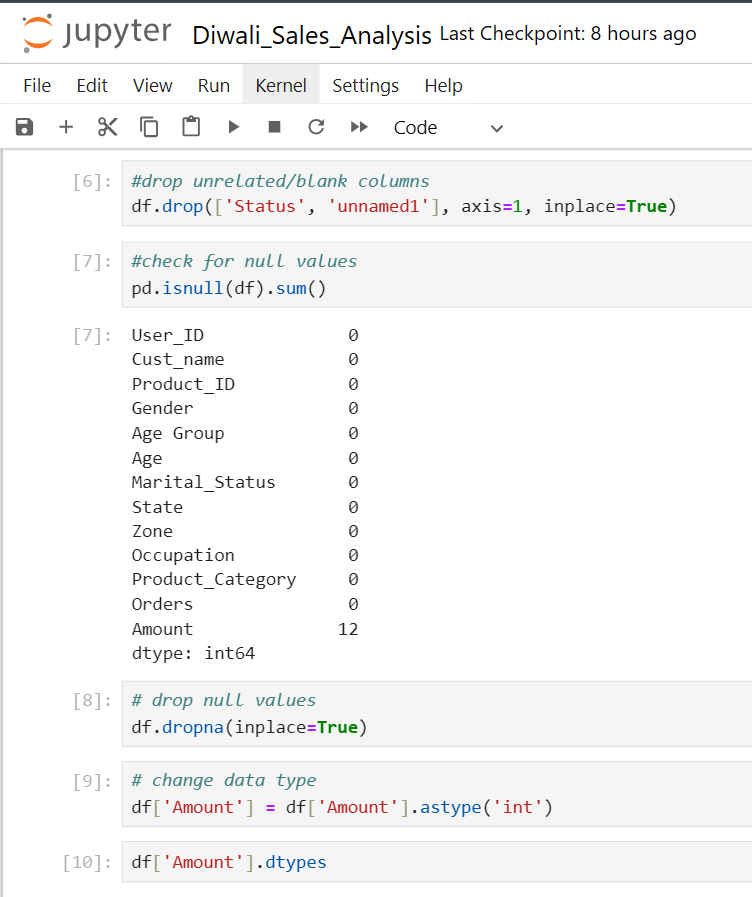 jupyter Diwali_Sales_Analysis Last Checkpoint: 8 hours ago
File Edit View Run Kernel Settings Help
Code
[6]: #drop unrelated/blank columns
df.drop(['Status', 'unnamed1'], axis=1, inplace=True)
[7]: #check for null values
pd.isnull(df).sum()
[7]: User_ID 0
Cust_name 0
Product_ID 0
Gender 0
Age Group 0
Age 0
Marital_Status 0
State 0
Zone 0
Occupation 0
Product_Category 0
Orders 0
Amount 12
dtype: int64
[8]: # drop null values
df.dropna(inplace=True)
[9]: # change data type
df['Amount'] = df['Amount'].astype('int')
[10]: df['Amount'].dtypes